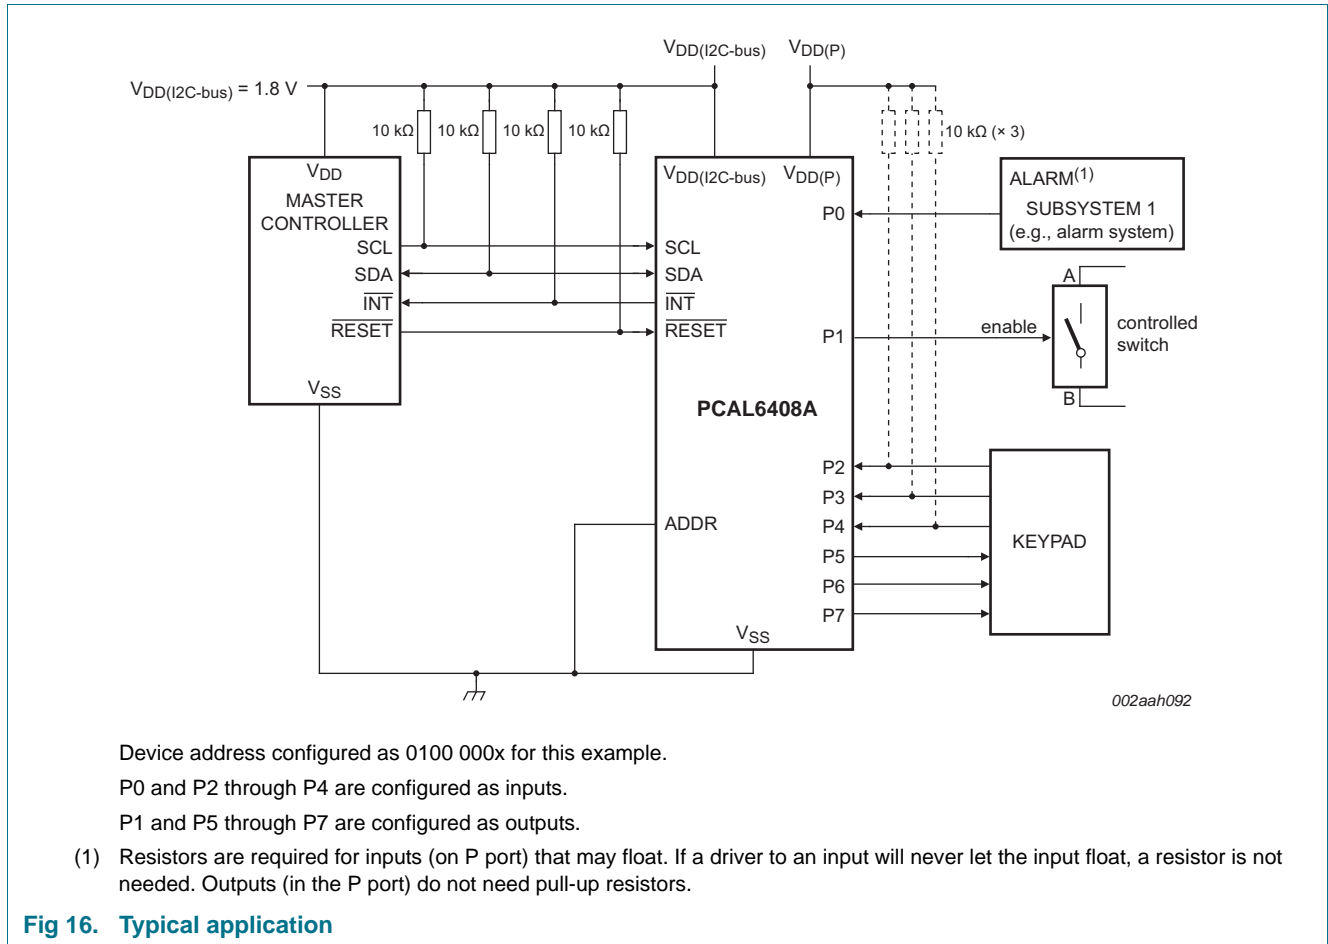 VDD(I2C-bus) VDD(P)
VDD(I2C-bus) = 1.8 V
10 kΩ 10 kΩ 10 kΩ 10 kΩ 10 kΩ (× 3)
VDD
MASTER
CONTROLLER
SCL
SDA
INT
RESET
VSS
VDD(I2C-bus) VDD(P)
SCL
SDA
INT
RESET
PCAL6408A
ADDR
VSS
P0
P1
P2
P3
P4
P5
P6
P7
ALARM(1)
SUBSYSTEM 1
(e.g., alarm system)
A
enable
controlled
switch
B
KEYPAD
002aah092
Device address configured as 0100 000x for this example.
P0 and P2 through P4 are configured as inputs.
P1 and P5 through P7 are configured as outputs.
(1) Resistors are required for inputs (on P port) that may float. If a driver to an input will never let the input float, a resistor is not
needed. Outputs (in the P port) do not need pull-up resistors.
Fig 16. Typical application